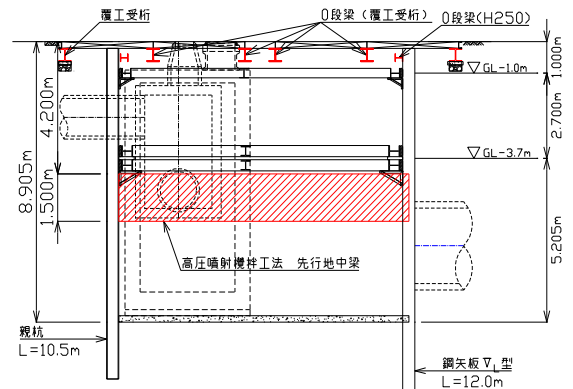 覆工受桁
0段梁（覆工受桁）
0段梁(H250)
1.000m
▽GL-1.0m
4.200m
2.700m
▽GL-3.7m
8.905m
1.500m
5.205m
高圧噴射攪拌工法 先行地中梁
親杭
L=10.5m
鋼矢板 VL型
L=12.0m